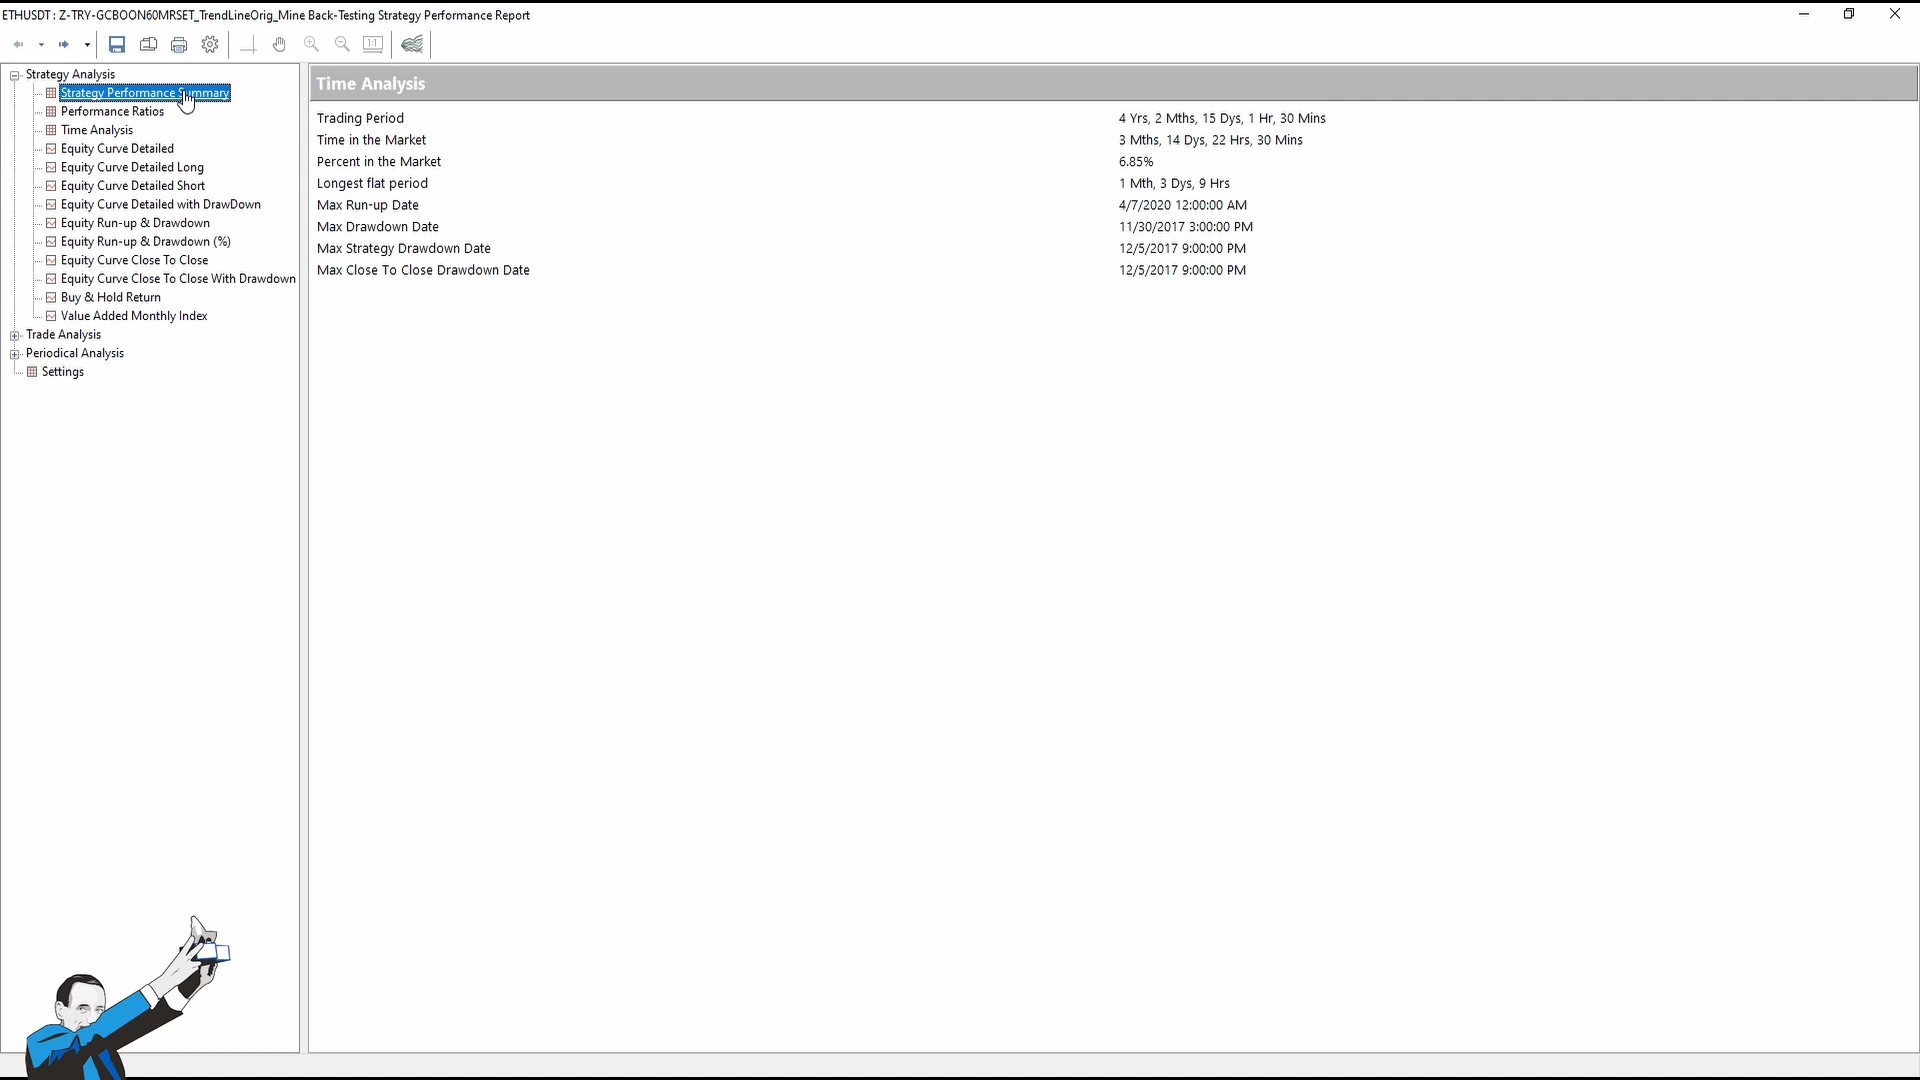 ETHUSDT : Z-TRY-GCBOON60MRSET_TrendLineOrig_Mine Back-Testing Strategy Performance Report
1:1
Strategy Analysis
Strategy Performance Summary
Performance Ratios
Time Analysis
Equity Curve Detailed
Equity Curve Detailed Long
Equity Curve Detailed Short
Equity Curve Detailed with DrawDown
Equity Run-up & Drawdown
Equity Run-up & Drawdown (%)
Equity Curve Close To Close
Equity Curve Close To Close With Drawdown
Buy & Hold Return
Value Added Monthly Index
Trade Analysis
Periodical Analysis
Settings
Time Analysis
Trading Period 4 Yrs, 2 Mths, 15 Dys, 1 Hr, 30 Mins
Time in the Market 3 Mths, 14 Dys, 22 Hrs, 30 Mins
Percent in the Market 6.85%
Longest flat period 1 Mth, 3 Dys, 9 Hrs
Max Run-up Date 4/7/2020 12:00:00 AM
Max Drawdown Date 11/30/2017 3:00:00 PM
Max Strategy Drawdown Date 12/5/2017 9:00:00 PM
Max Close To Close Drawdown Date 12/5/2017 9:00:00 PM